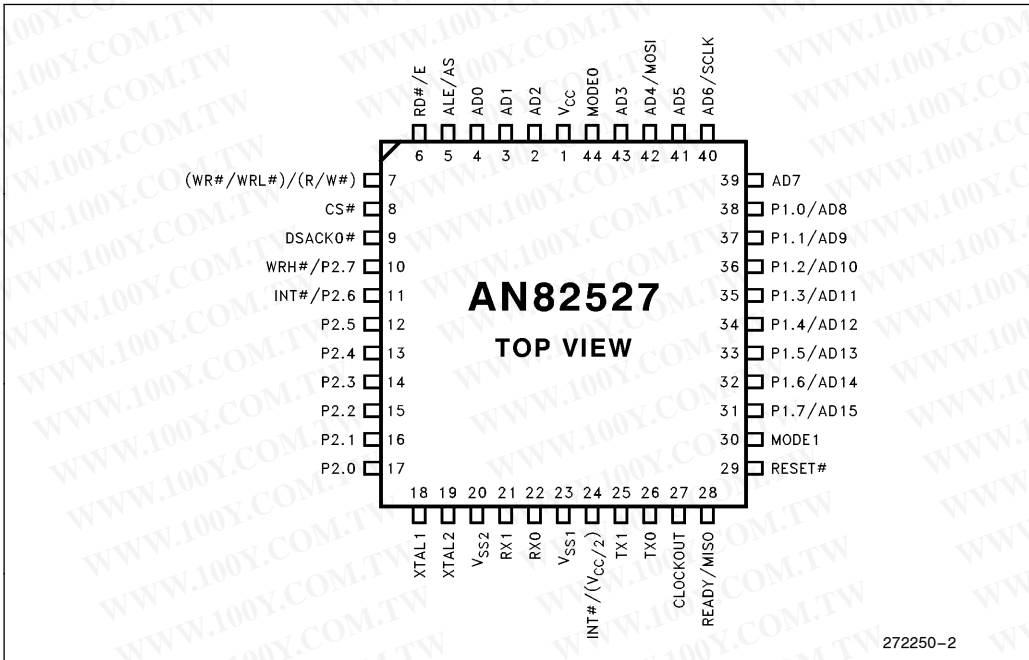 RD#/E
ALE/AS
AD0
AD1
AD2
VCC
MODE0
AD3
AD4/MOSI
AD5
AD6/SCLK
6 5 4 3 2 1 44 43 42 41 40
(WR#/WRL#)/(R/W#) 7
CS# 8
DSACK0# 9
WRH#/P2.7 10
INT#/P2.6 11
P2.5 12
P2.4 13
P2.3 14
P2.2 15
P2.1 16
P2.0 17
AN82527
TOP VIEW
39 AD7
38 P1.0/AD8
37 P1.1/AD9
36 P1.2/AD10
35 P1.3/AD11
34 P1.4/AD12
33 P1.5/AD13
32 P1.6/AD14
31 P1.7/AD15
30 MODE1
29 RESET#
18 19 20 21 22 23 24 25 26 27 28
XTAL1
XTAL2
VSS2
RX1
RX0
VSS1
INT#/(VCC/2)
TX1
TX0
CLOCKOUT
READY/MISO
272250-2
WWW.100Y.COM.TW